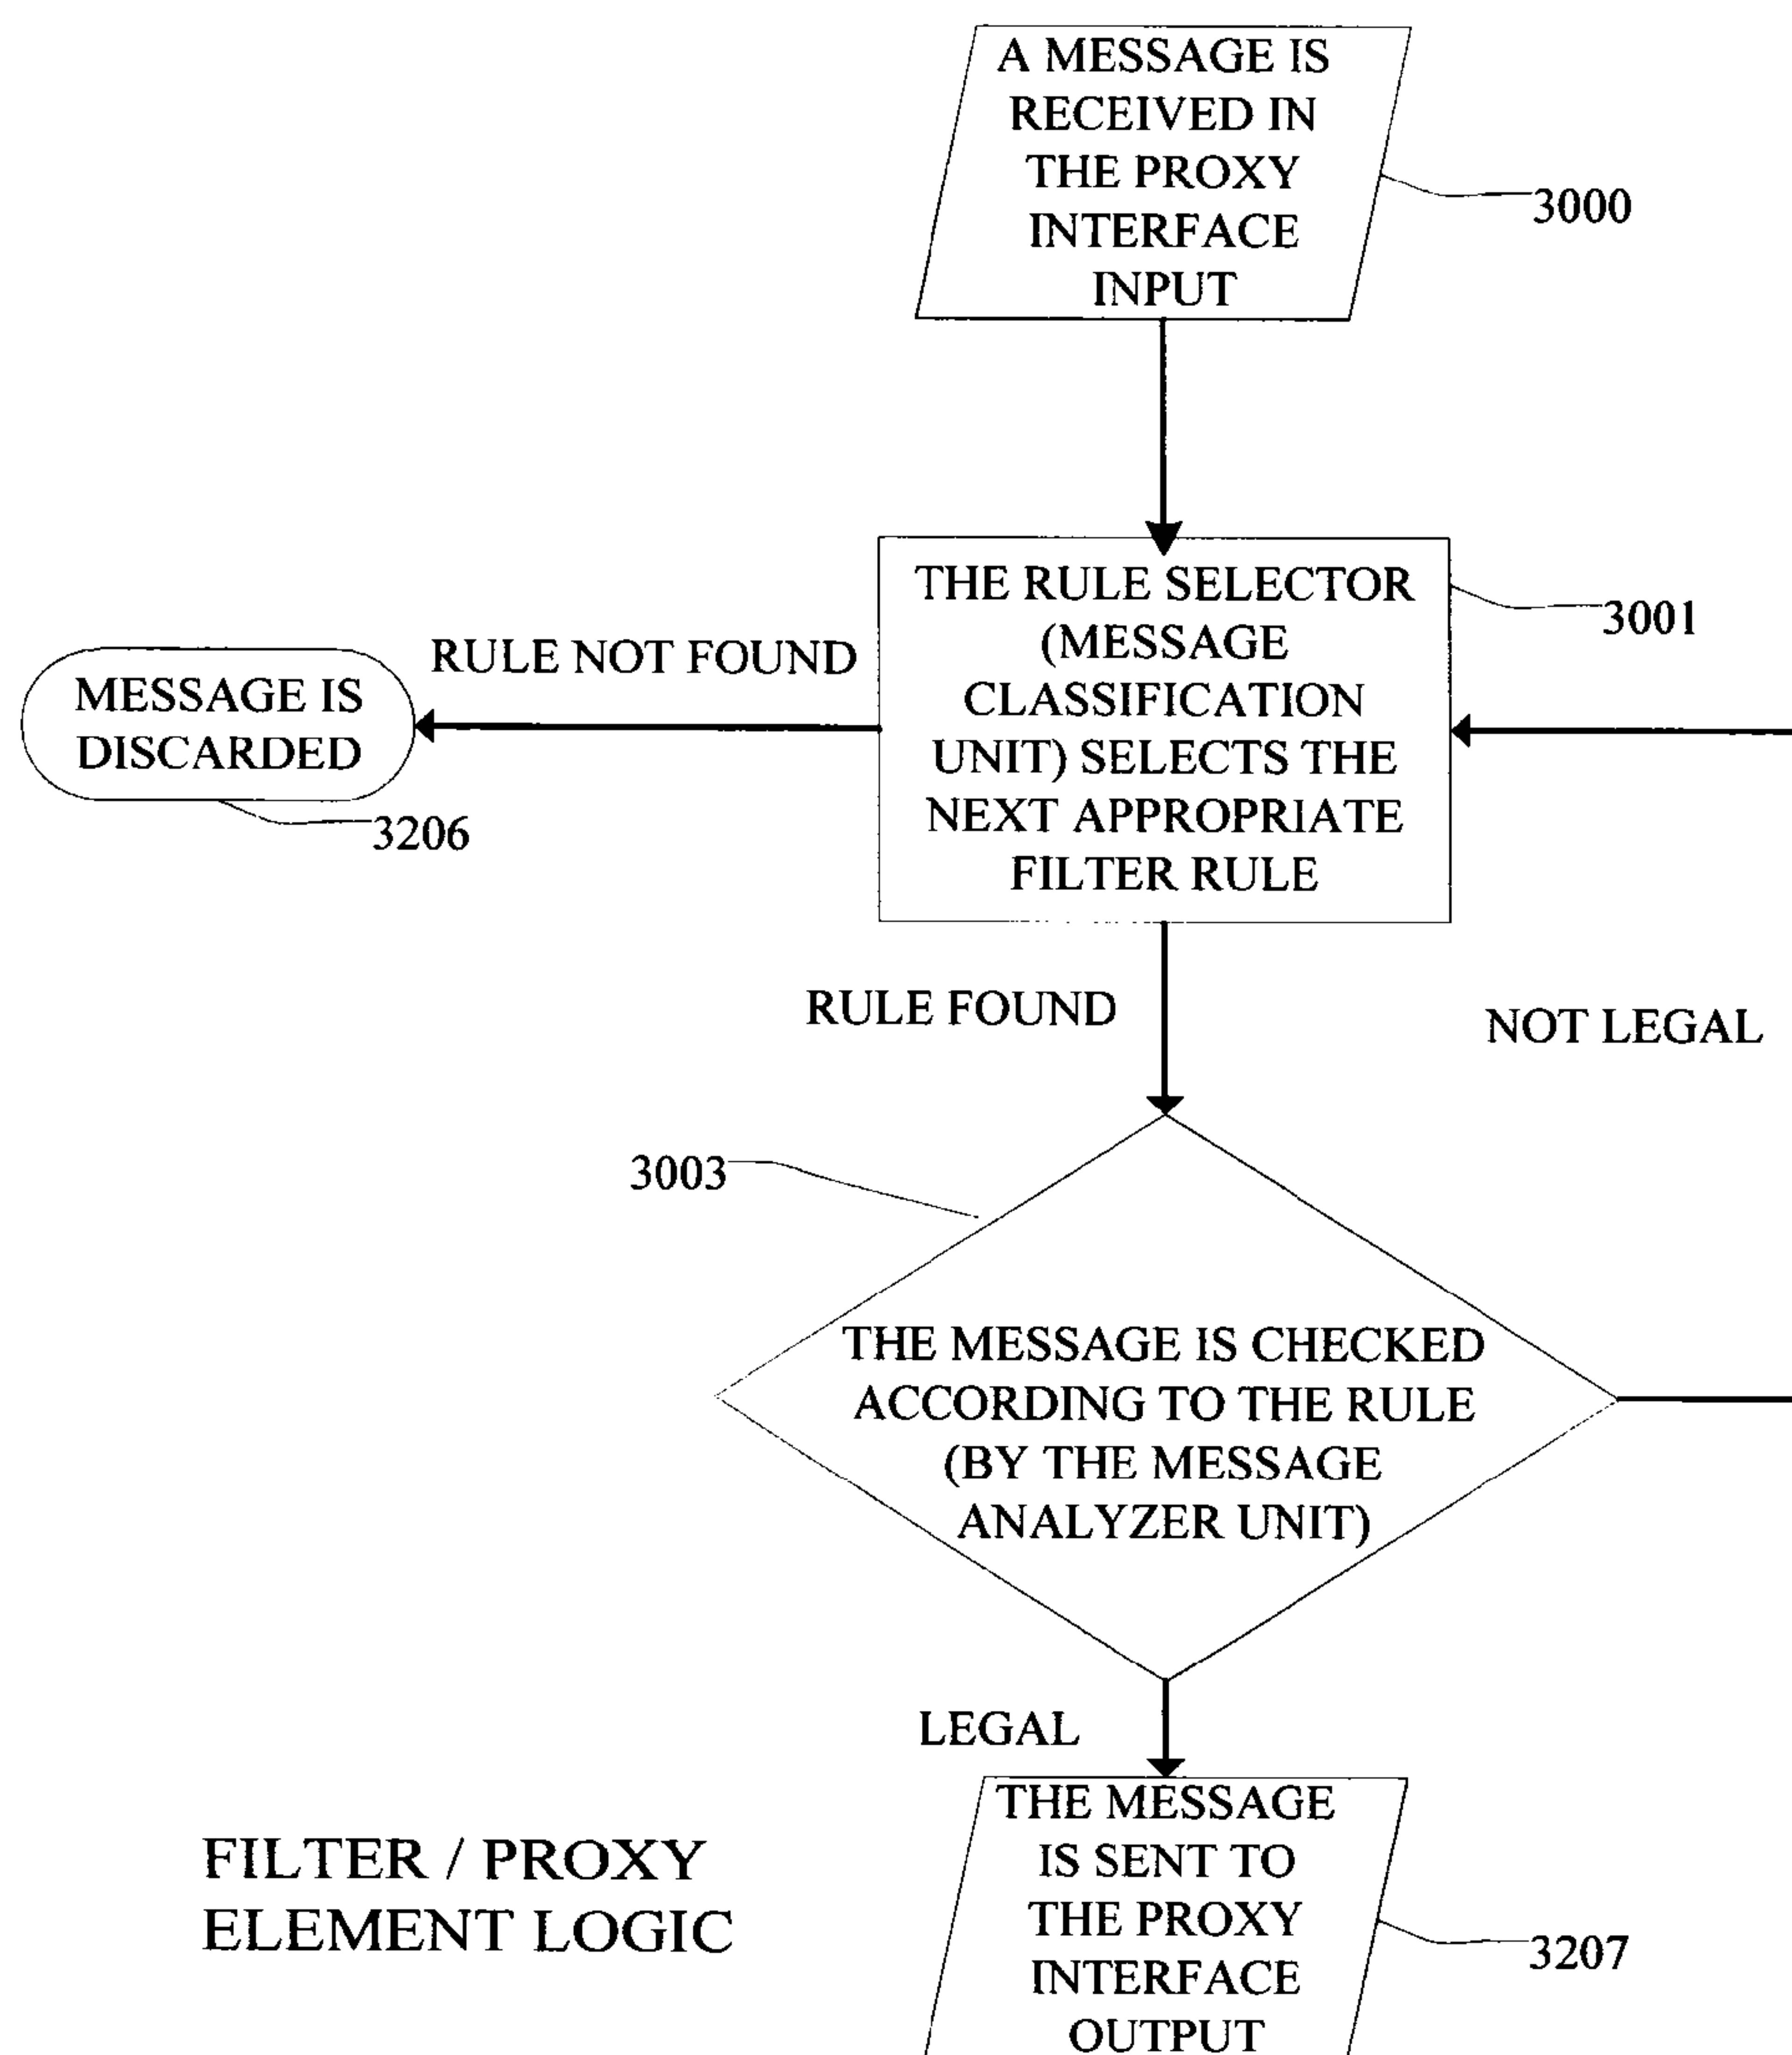 A MESSAGE IS
RECEIVED IN
THE PROXY
INTERFACE
INPUT
3000
THE RULE SELECTOR
(MESSAGE
CLASSIFICATION
UNIT) SELECTS THE
NEXT APPROPRIATE
FILTER RULE
3001
RULE NOT FOUND
MESSAGE IS
DISCARDED
3206
RULE FOUND
NOT LEGAL
3003
THE MESSAGE IS CHECKED
ACCORDING TO THE RULE
(BY THE MESSAGE
ANALYZER UNIT)
LEGAL
THE MESSAGE
IS SENT TO
THE PROXY
INTERFACE
OUTPUT
3207
FILTER / PROXY
ELEMENT LOGIC